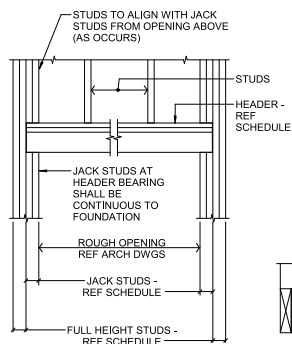 STUDS TO ALIGN WITH JACK
STUDS FROM OPENING ABOVE
(AS OCCURS)
STUDS
HEADER -
REF
SCHEDULE
JACK STUDS AT
HEADER BEARING
SHALL BE
CONTINUOUS TO
FOUNDATION
ROUGH OPENING
REF ARCH DWGS
JACK STUDS -
REF SCHEDULE
FULL HEIGHT STUDS -
REF SCHEDULE